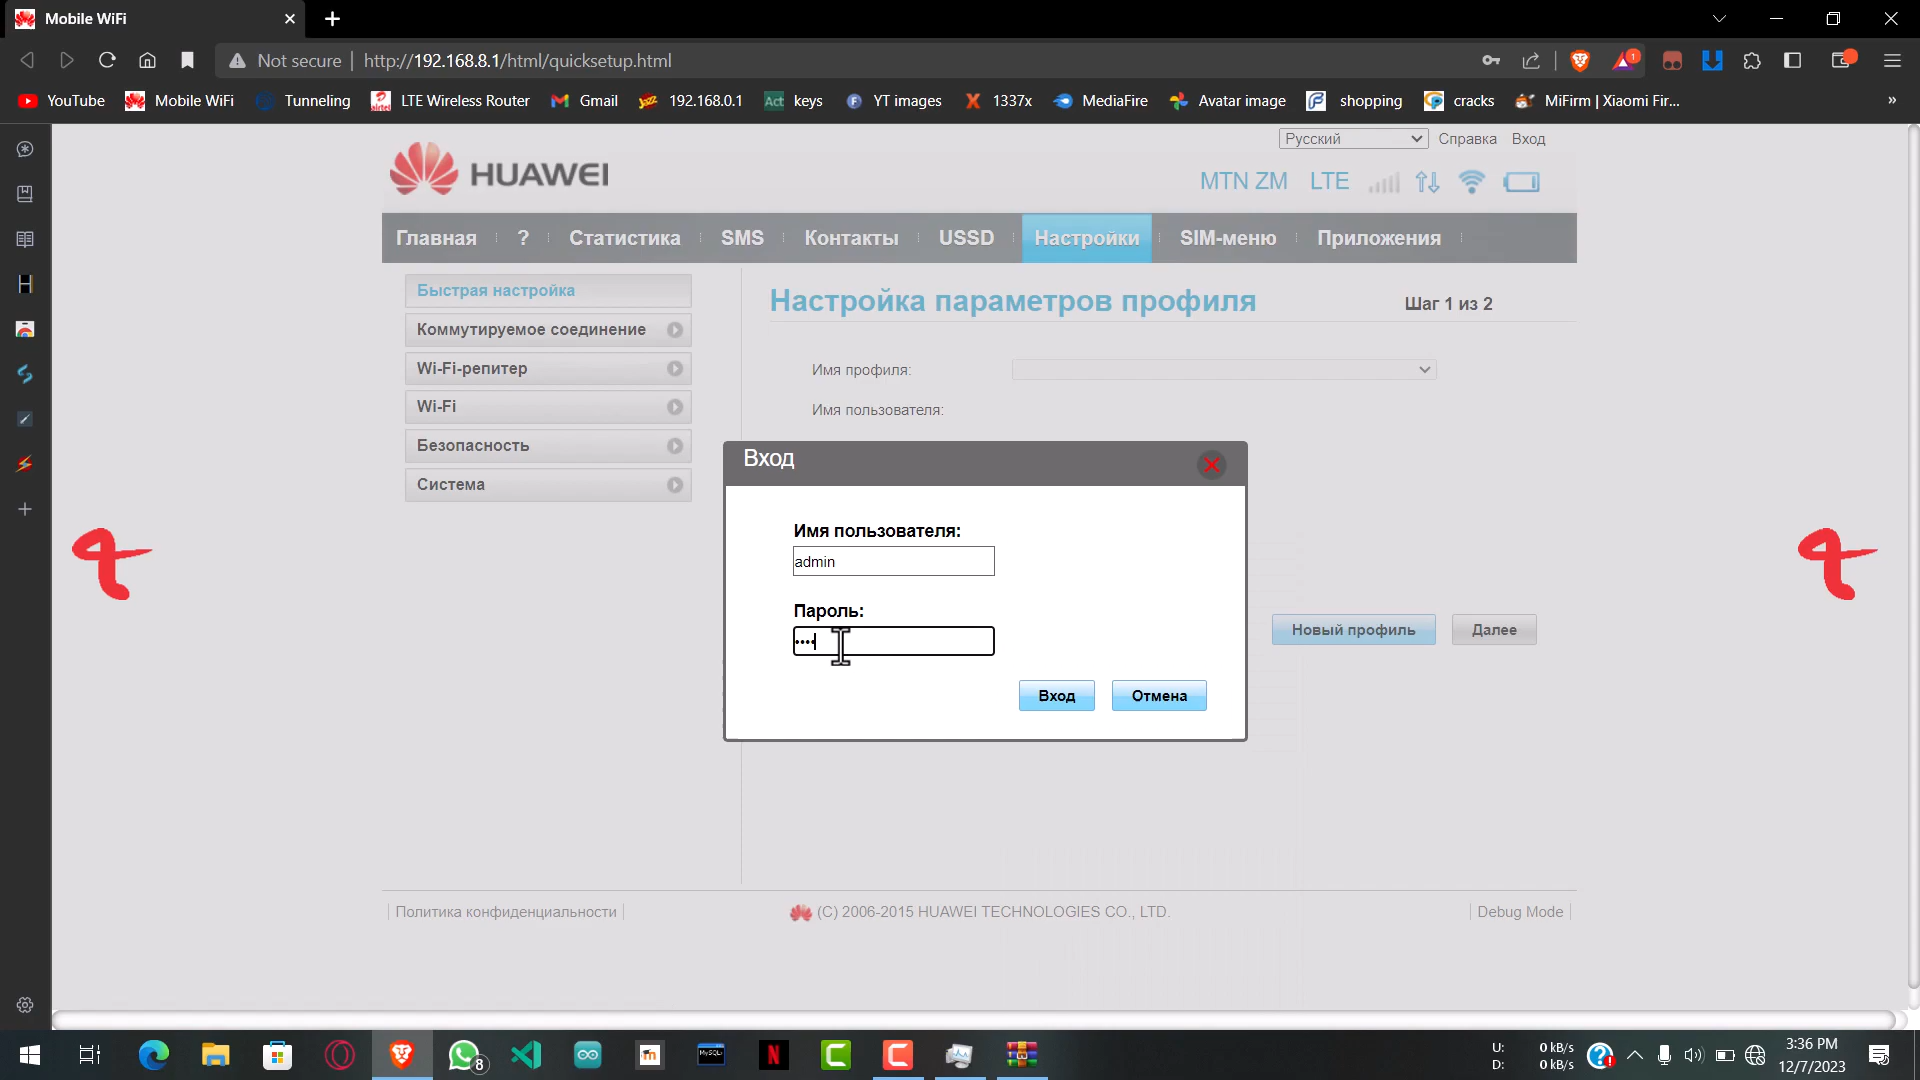 Mobile WiFi
Not secure
http://192.168.8.1/html/quicksetup.html
1
YouTube
Mobile WiFi
Tunneling
airtel
LTE Wireless Router
Gmail
192.168.0.1
Act
keys
YT images
1337x
MediaFire
Avatar image
shopping
cracks
MiFirm | Xiaomi Fir...
»
Русский
Справка
Вход
HUAWEI
MTN ZM
LTE
Главная
?
Статистика
SMS
Контакты
USSD
Настройки
SIM-меню
Приложения
Быстрая настройка
Коммутируемое соединение
Wi-Fi-репитер
Wi-Fi
Безопасность
Система
Настройка параметров профиля
Шаг 1 из 2
Имя профиля:
Имя пользователя:
Вход
Имя пользователя:
admin
Пароль:
••••
Вход
Отмена
Новый профиль
Далее
Политика конфиденциальности
(C) 2006-2015 HUAWEI TECHNOLOGIES CO., LTD.
Debug Mode
8
m
MySQL
N
U: 0 kB/s
D: 0 kB/s
3:36 PM
12/7/2023